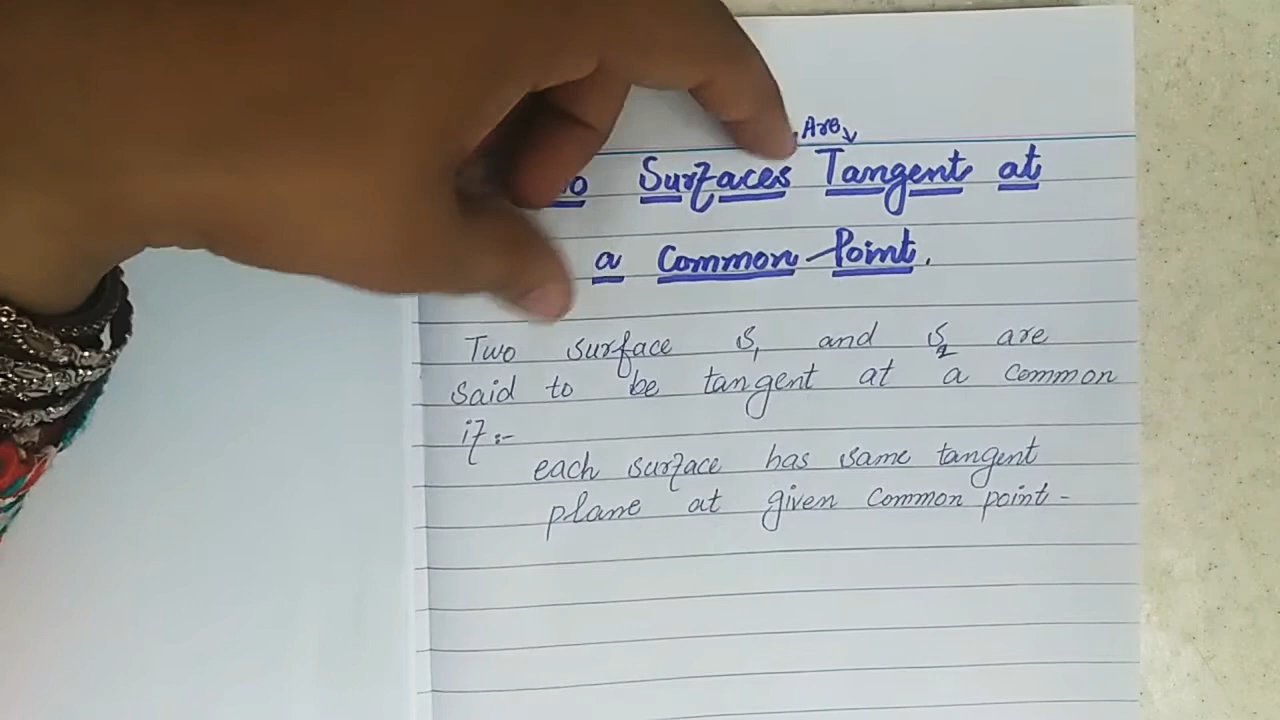 Are
Surfaces Tangent at
a Common Point.
Two surface S₁ and S₂ are
said to be tangent at a common
if:-
each surface has same tangent
plane at given common point-